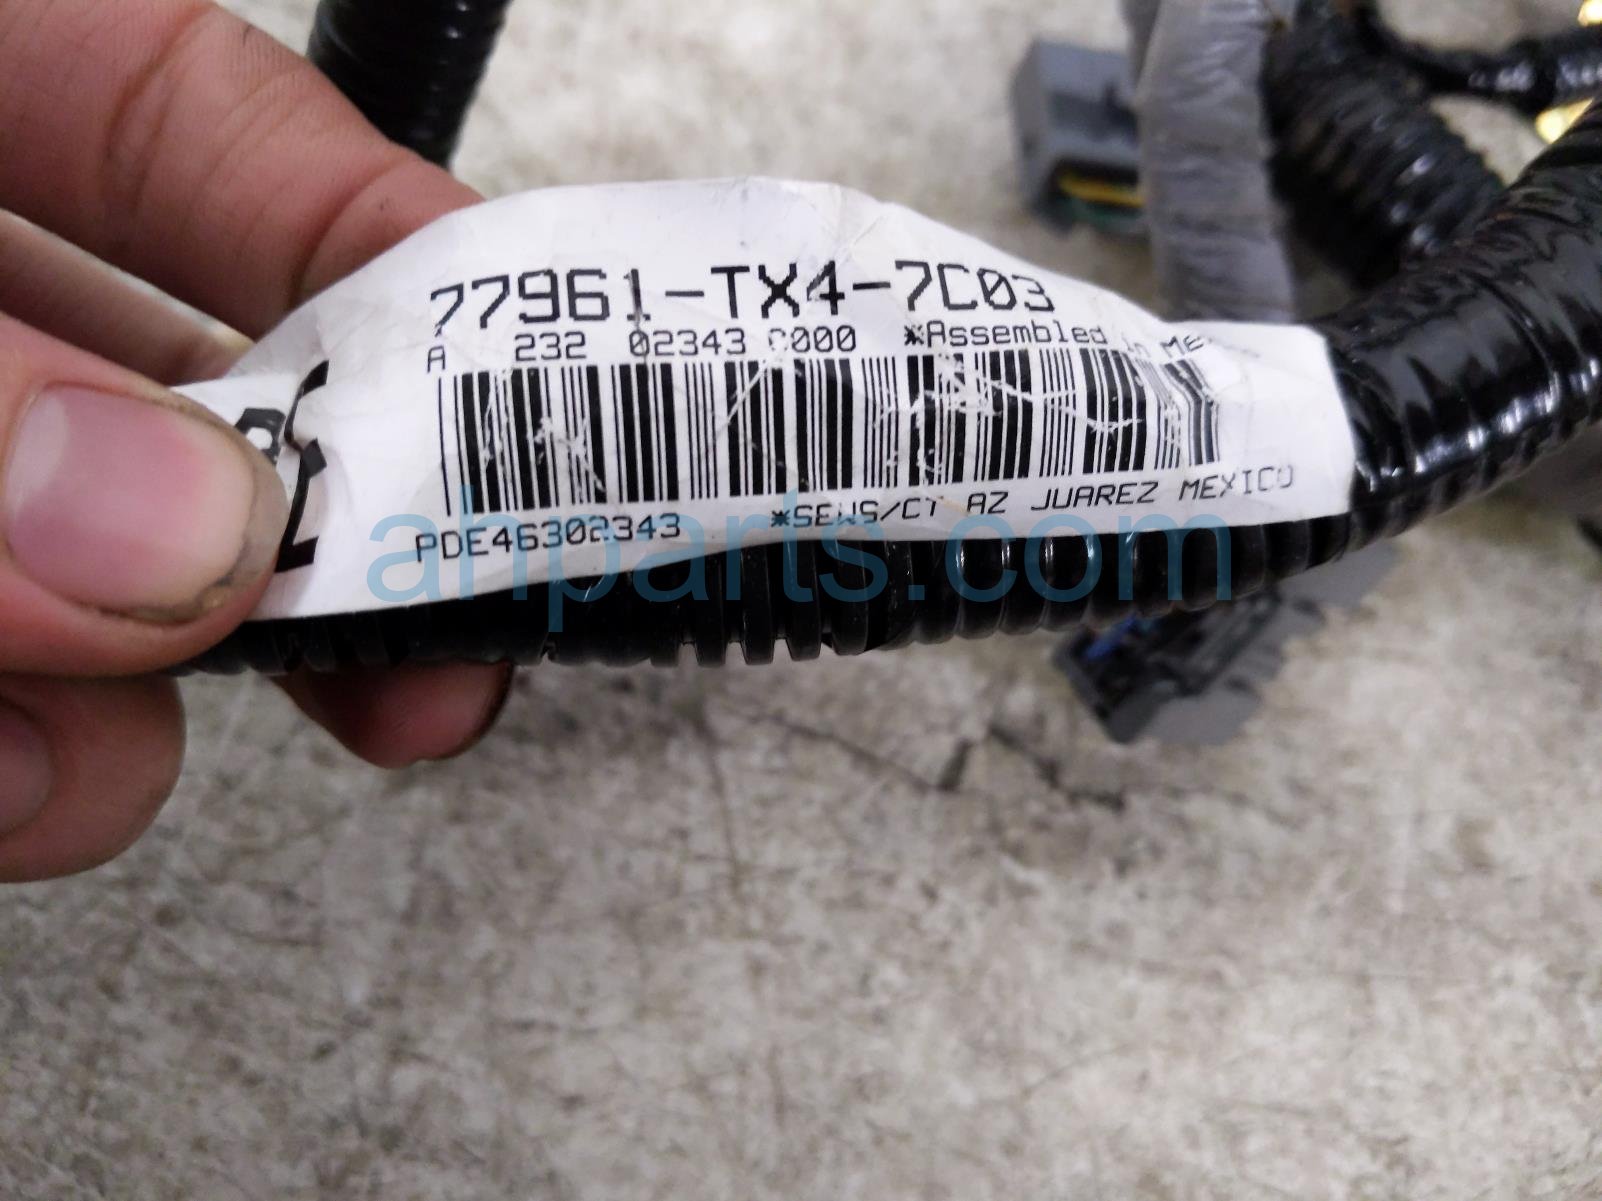 77961-TX4-7C03
A 232 02343 C000 *Assembled in
PDE46302343 *SEWS/CT AZ JUAREZ MEXICO
ahparts.com